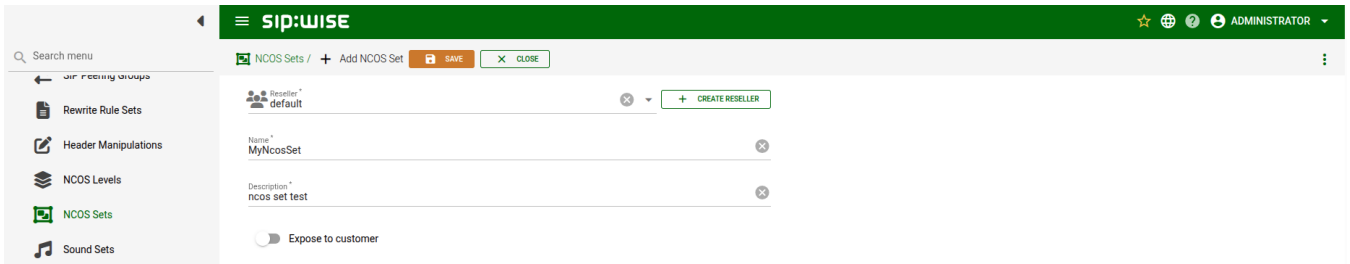 sip:wise
ADMINISTRATOR
Search menu
NCOS Sets / + Add NCOS Set SAVE X CLOSE
SIP Peering Groups
Rewrite Rule Sets
Header Manipulations
NCOS Levels
NCOS Sets
Sound Sets
Reseller *
default
+ CREATE RESELLER
Name *
MyNcosSet
Description *
ncos set test
Expose to customer